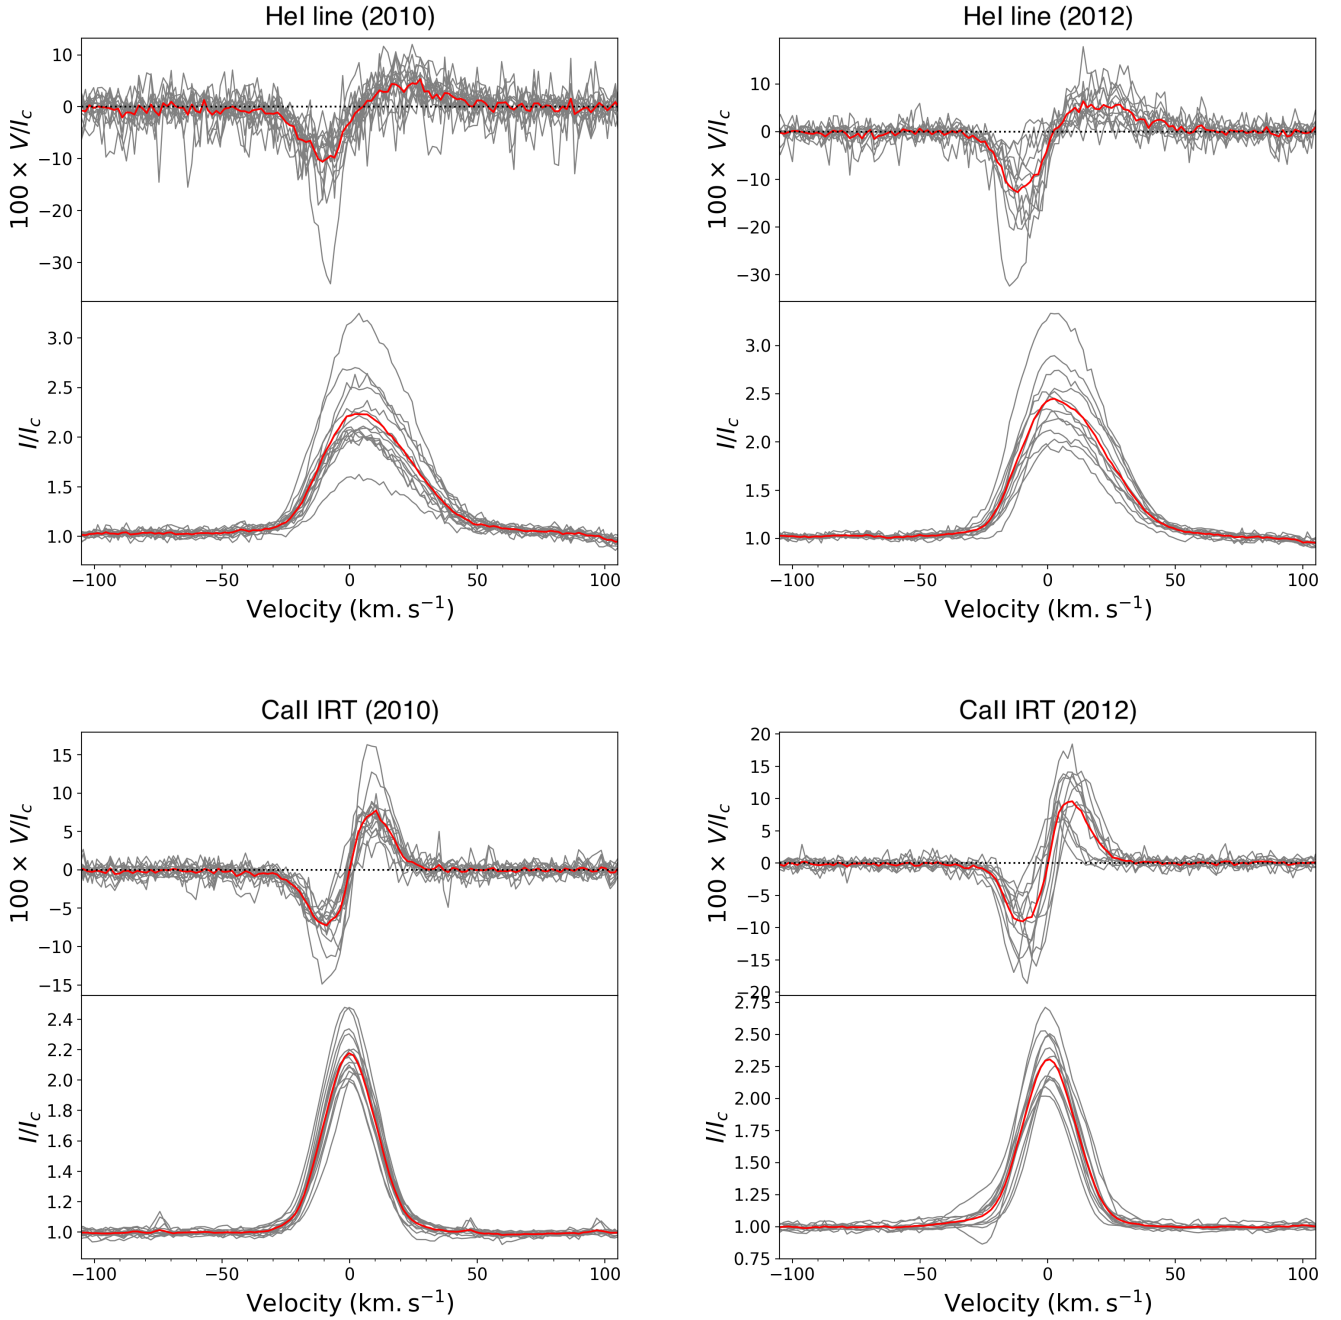 HeI line (2010)
10
0
−10
−20
−30
100 × V/I_c
3.0
2.5
2.0
1.5
1.0
I/I_c
−100 −50 0 50 100
Velocity (km. s⁻¹)
HeI line (2012)
10
0
−10
−20
−30
100 × V/I_c
3.0
2.5
2.0
1.5
1.0
I/I_c
−100 −50 0 50 100
Velocity (km. s⁻¹)
CaII IRT (2010)
15
10
5
0
−5
−10
−15
100 × V/I_c
2.4
2.2
2.0
1.8
1.6
1.4
1.2
1.0
I/I_c
−100 −50 0 50 100
Velocity (km. s⁻¹)
CaII IRT (2012)
20
15
10
5
0
−5
−10
−15
−20
100 × V/I_c
2.75
2.50
2.25
2.00
1.75
1.50
1.25
1.00
0.75
I/I_c
−100 −50 0 50 100
Velocity (km. s⁻¹)